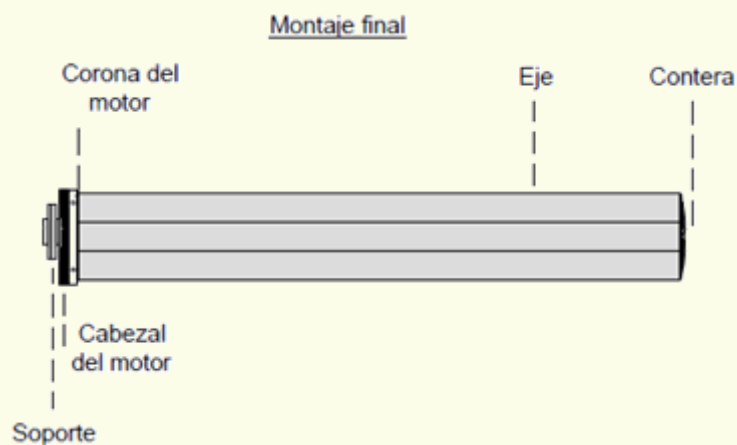 Montaje final
Corona del
motor
Eje
Contera
Cabezal
del motor
Soporte